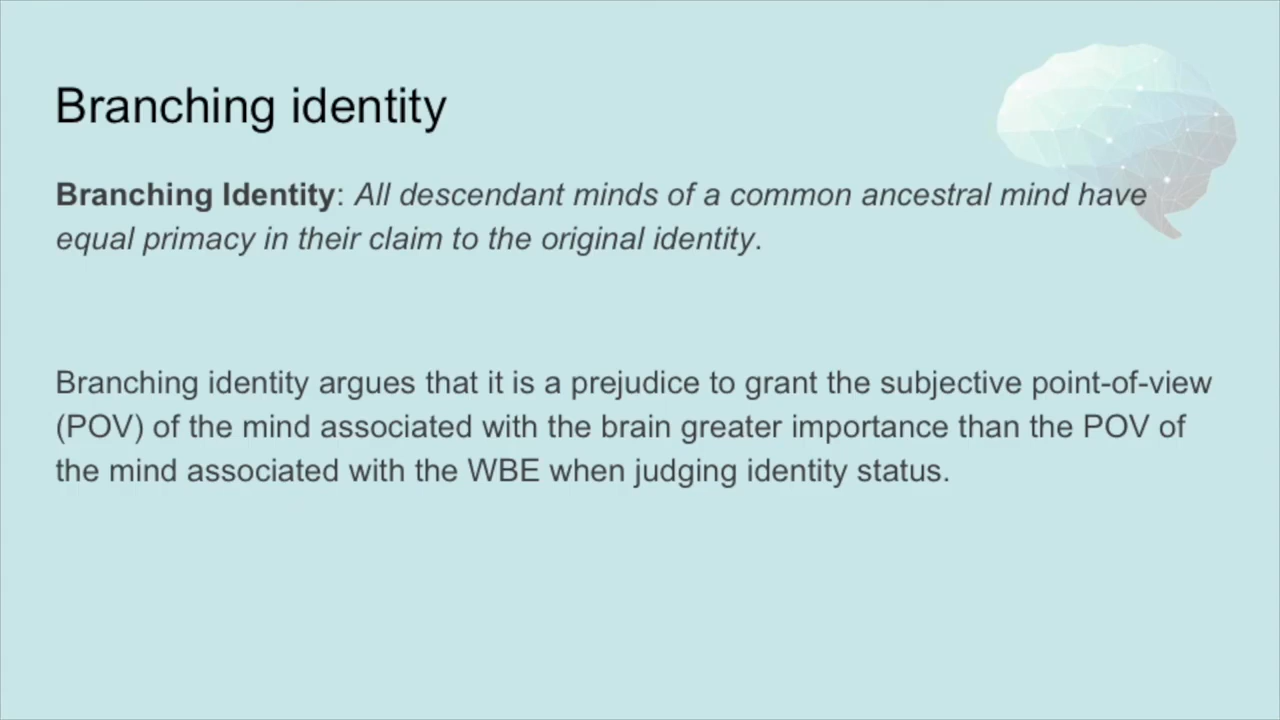 Branching identity
Branching Identity: All descendant minds of a common ancestral mind have
equal primacy in their claim to the original identity.
Branching identity argues that it is a prejudice to grant the subjective point-of-view
(POV) of the mind associated with the brain greater importance than the POV of
the mind associated with the WBE when judging identity status.